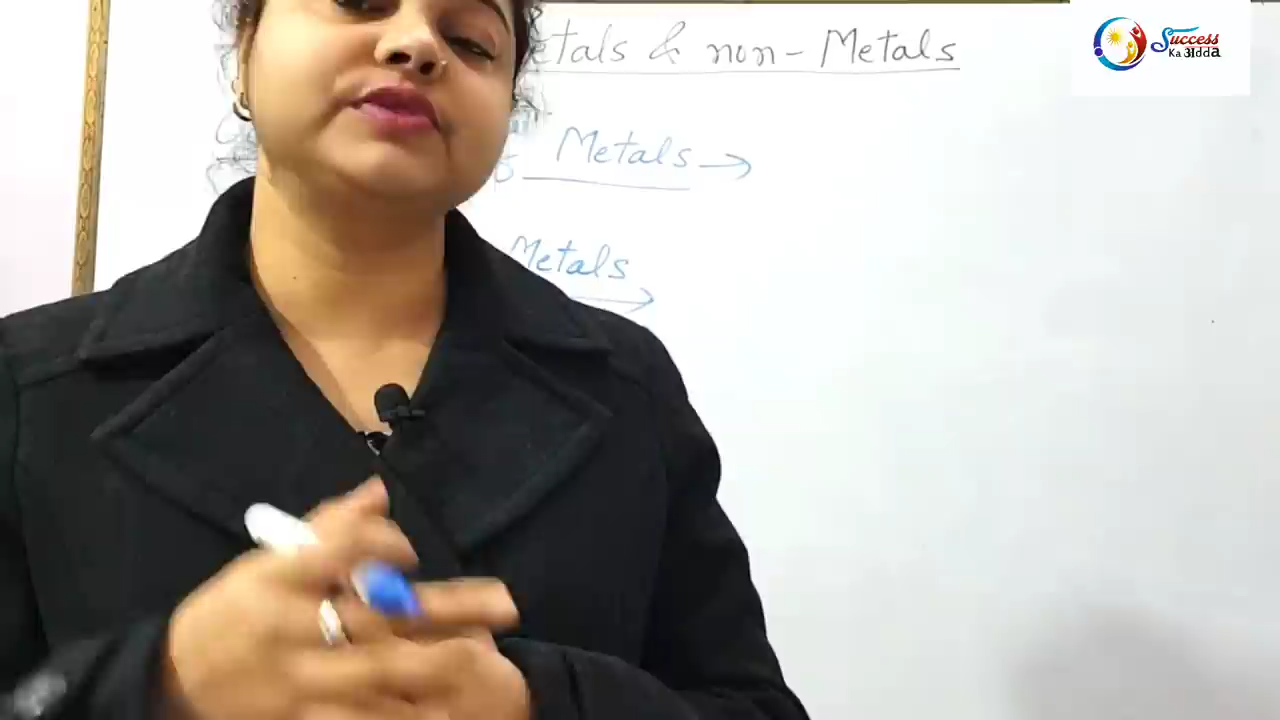 etals & non-Metals
Success
Ka अड्डा
Metals →
Metals
→